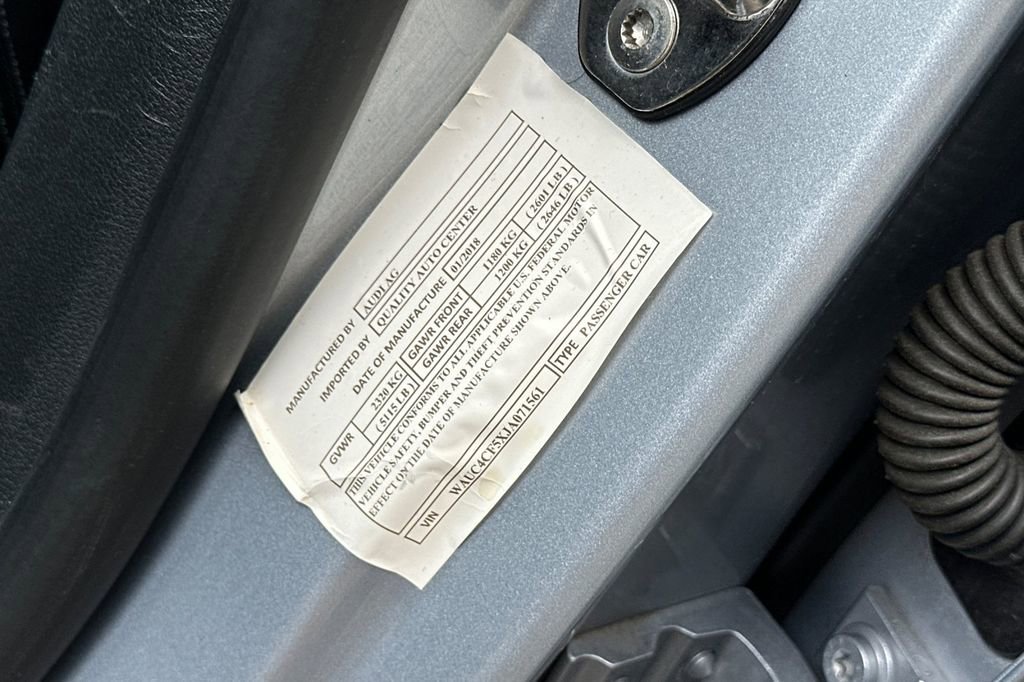 MANUFACTURED BY AUDI AG
IMPORTED BY QUALITY AUTO CENTER
DATE OF MANUFACTURE 01/2018
GVWR 2320 KG GAWR FRONT 1180 KG (2601 LB)
(5115 LB) GAWR REAR 1200 KG (2646 LB)
THIS VEHICLE CONFORMS TO ALL APPLICABLE U.S. FEDERAL MOTOR
VEHICLE SAFETY, BUMPER AND THEFT PREVENTION STANDARDS IN
EFFECT ON THE DATE OF MANUFACTURE SHOWN ABOVE.
VIN WAUC4CF5XJA071561 TYPE PASSENGER CAR